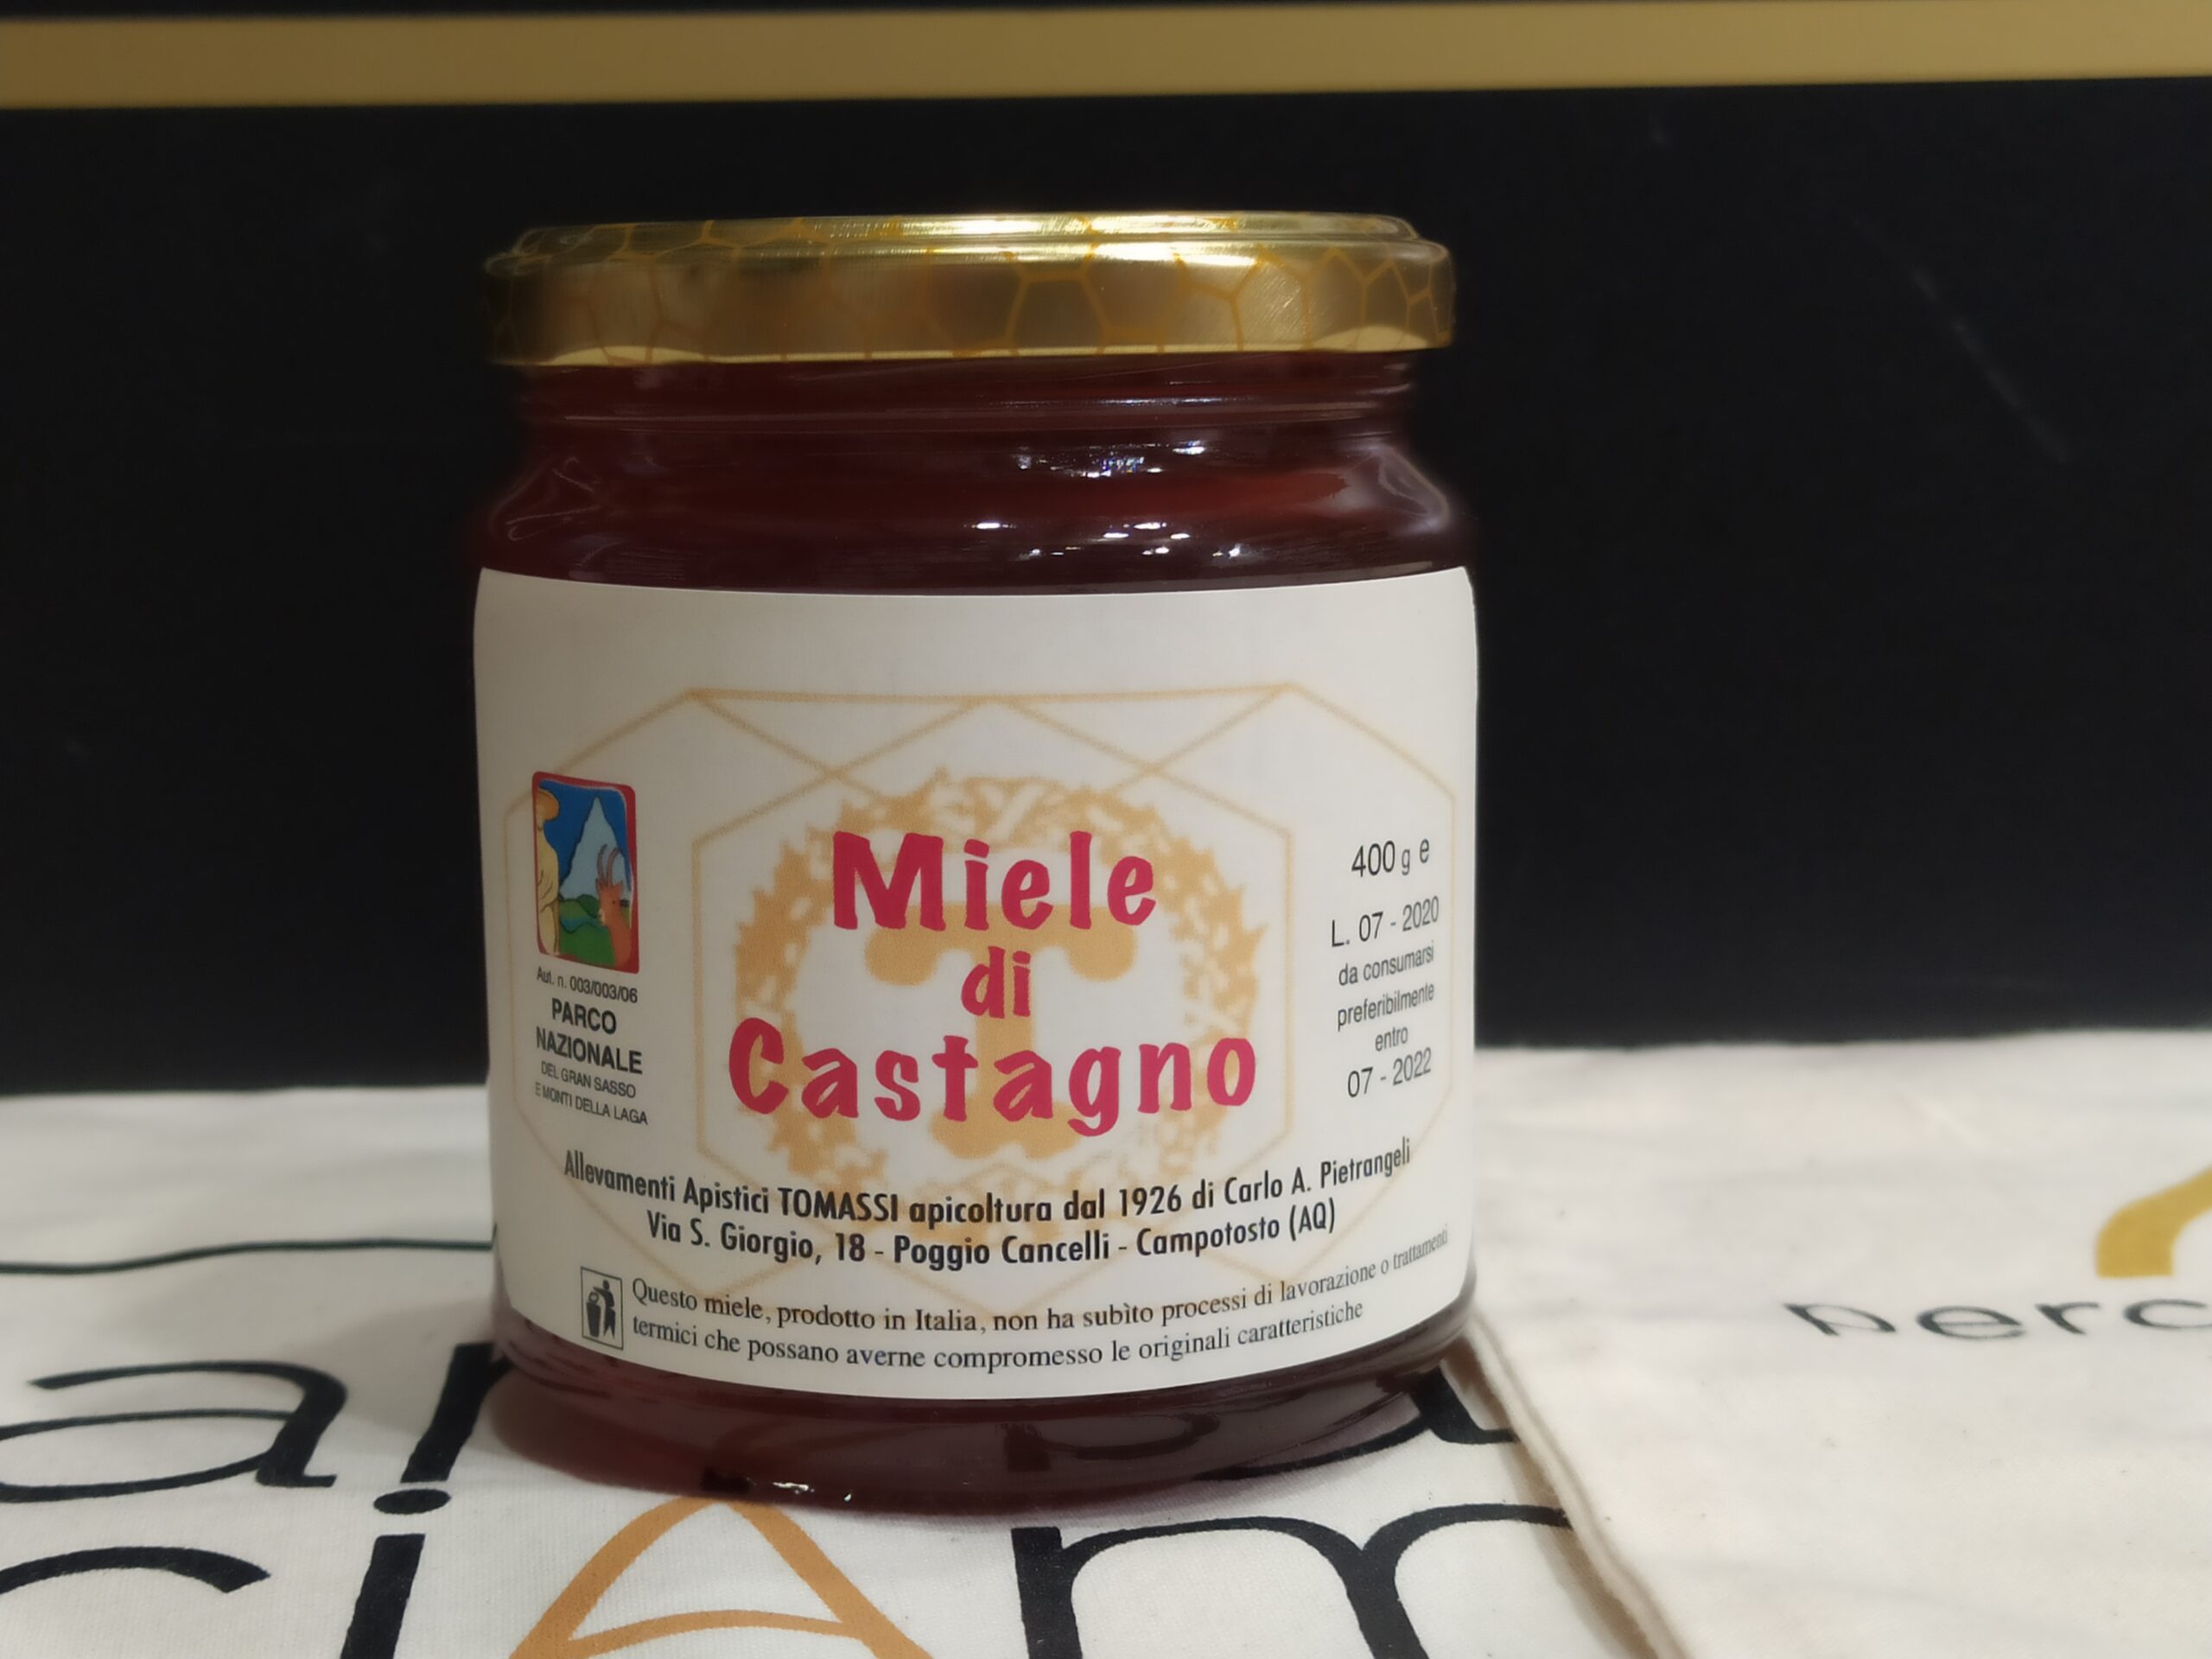 Miele
di
Castagno
Aut. n. 003/003/06
PARCO
NAZIONALE
DEL GRAN SASSO
E MONTI DELLA LAGA
400 g e
L. 07 - 2020
da consumarsi
preferibilmente
entro
07 - 2022
Allevamenti Apistici TOMASSI apicoltura dal 1926 di Carlo A. Pietrangeli
Via S. Giorgio, 18 - Poggio Cancelli - Campotosto (AQ)
Questo miele, prodotto in Italia, non ha subìto processi di lavorazione o trattamenti
termici che possano averne compromesso le originali caratteristiche
perc